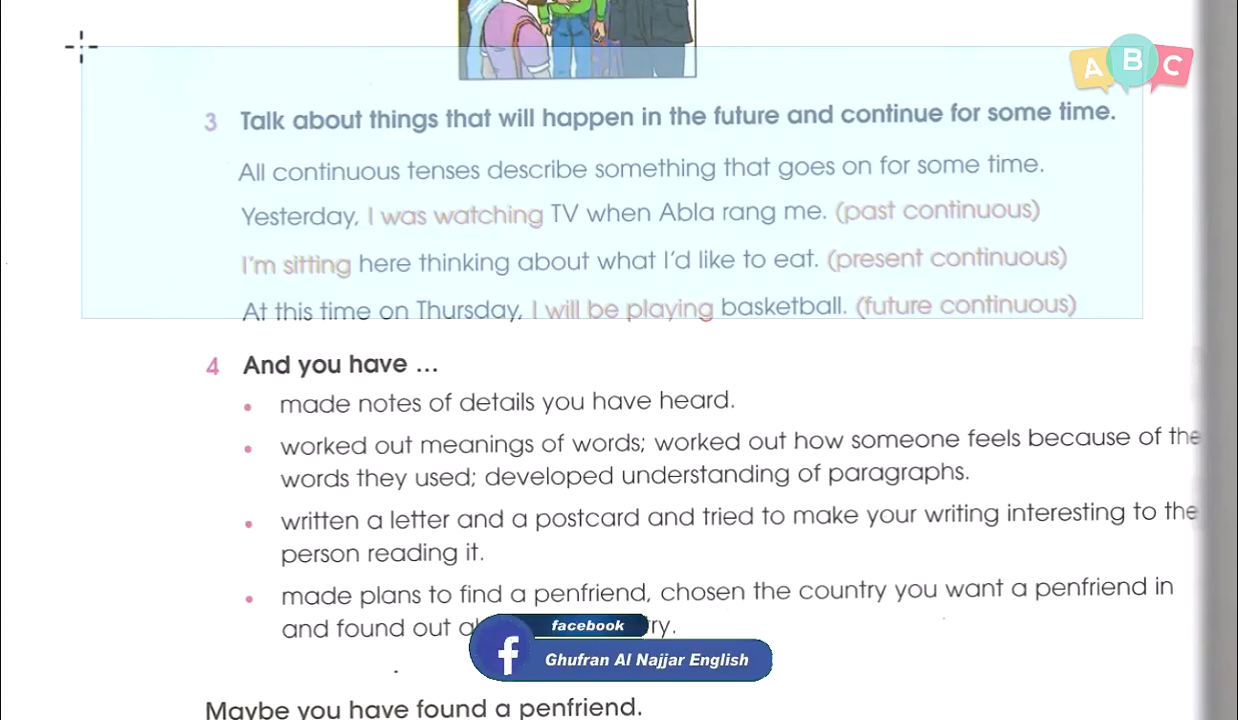 A B C
3 Talk about things that will happen in the future and continue for some time.
All continuous tenses describe something that goes on for some time.
Yesterday, I was watching TV when Abla rang me. (past continuous)
I'm sitting here thinking about what I'd like to eat. (present continuous)
At this time on Thursday, I will be playing basketball. (future continuous)
4 And you have ...
• made notes of details you have heard.
• worked out meanings of words; worked out how someone feels because of the
words they used; developed understanding of paragraphs.
• written a letter and a postcard and tried to make your writing interesting to the
person reading it.
• made plans to find a penfriend, chosen the country you want a penfriend in
and found out
facebook
Ghufran Al Najjar English
Maybe you have found a penfriend.